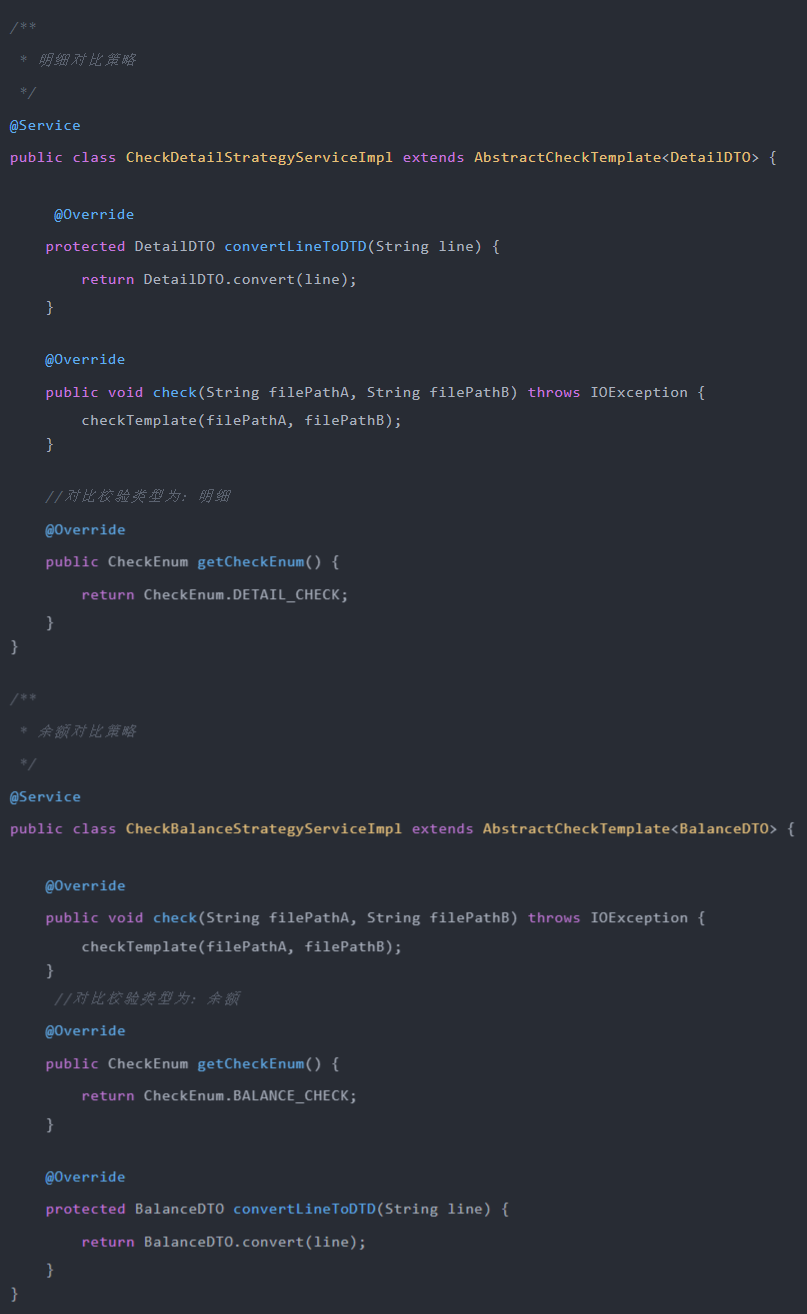 /**
 * 明细对比策略
 */
@Service
public class CheckDetailStrategyServiceImpl extends AbstractCheckTemplate<DetailDTO> {
     @Override
    protected DetailDTO convertLineToDTD(String line) {
        return DetailDTO.convert(line);
    }
    @Override
    public void check(String filePathA, String filePathB) throws IOException {
        checkTemplate(filePathA, filePathB);
    }
    //对比校验类型为: 明细
    @Override
    public CheckEnum getCheckEnum() {
        return CheckEnum.DETAIL_CHECK;
    }
}
/**
 * 余额对比策略
 */
@Service
public class CheckBalanceStrategyServiceImpl extends AbstractCheckTemplate<BalanceDTO> {
    @Override
    public void check(String filePathA, String filePathB) throws IOException {
        checkTemplate(filePathA, filePathB);
    }
     //对比校验类型为: 余额
    @Override
    public CheckEnum getCheckEnum() {
        return CheckEnum.BALANCE_CHECK;
    }
    @Override
    protected BalanceDTO convertLineToDTD(String line) {
        return BalanceDTO.convert(line);
    }
}